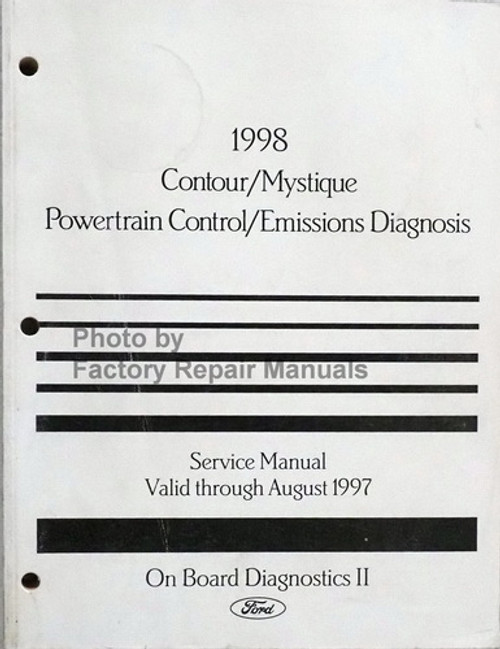 1998
Contour/Mystique
Powertrain Control/Emissions Diagnosis
Photo by
Factory Repair Manuals
Service Manual
Valid through August 1997
On Board Diagnostics II
Ford